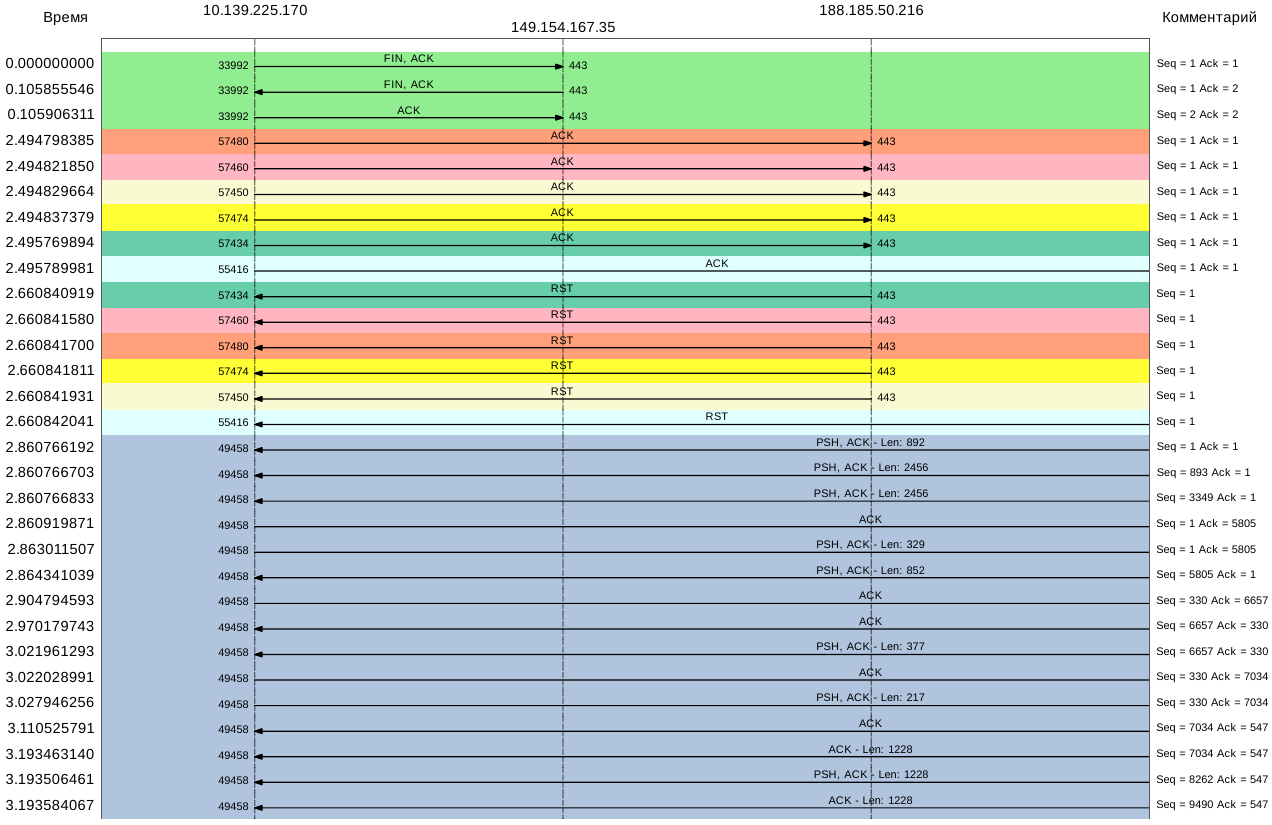 Время 10.139.225.170 149.154.167.35 188.185.50.216 Комментарий
0.000000000 33992 FIN, ACK 443 Seq = 1 Ack = 1
0.105855546 33992 FIN, ACK 443 Seq = 1 Ack = 2
0.105906311 33992 ACK 443 Seq = 2 Ack = 2
2.494798385 57480 ACK 443 Seq = 1 Ack = 1
2.494821850 57460 ACK 443 Seq = 1 Ack = 1
2.494829664 57450 ACK 443 Seq = 1 Ack = 1
2.494837379 57474 ACK 443 Seq = 1 Ack = 1
2.495769894 57434 ACK 443 Seq = 1 Ack = 1
2.495789981 55416 ACK Seq = 1 Ack = 1
2.660840919 57434 RST 443 Seq = 1
2.660841580 57460 RST 443 Seq = 1
2.660841700 57480 RST 443 Seq = 1
2.660841811 57474 RST 443 Seq = 1
2.660841931 57450 RST 443 Seq = 1
2.660842041 55416 RST Seq = 1
2.860766192 49458 PSH, ACK - Len: 892 Seq = 1 Ack = 1
2.860766703 49458 PSH, ACK - Len: 2456 Seq = 893 Ack = 1
2.860766833 49458 PSH, ACK - Len: 2456 Seq = 3349 Ack = 1
2.860919871 49458 ACK Seq = 1 Ack = 5805
2.863011507 49458 PSH, ACK - Len: 329 Seq = 1 Ack = 5805
2.864341039 49458 PSH, ACK - Len: 852 Seq = 5805 Ack = 1
2.904794593 49458 ACK Seq = 330 Ack = 6657
2.970179743 49458 ACK Seq = 6657 Ack = 330
3.021961293 49458 PSH, ACK - Len: 377 Seq = 6657 Ack = 330
3.022028991 49458 ACK Seq = 330 Ack = 7034
3.027946256 49458 PSH, ACK - Len: 217 Seq = 330 Ack = 7034
3.110525791 49458 ACK Seq = 7034 Ack = 547
3.193463140 49458 ACK - Len: 1228 Seq = 7034 Ack = 547
3.193506461 49458 PSH, ACK - Len: 1228 Seq = 8262 Ack = 547
3.193584067 49458 ACK - Len: 1228 Seq = 9490 Ack = 547